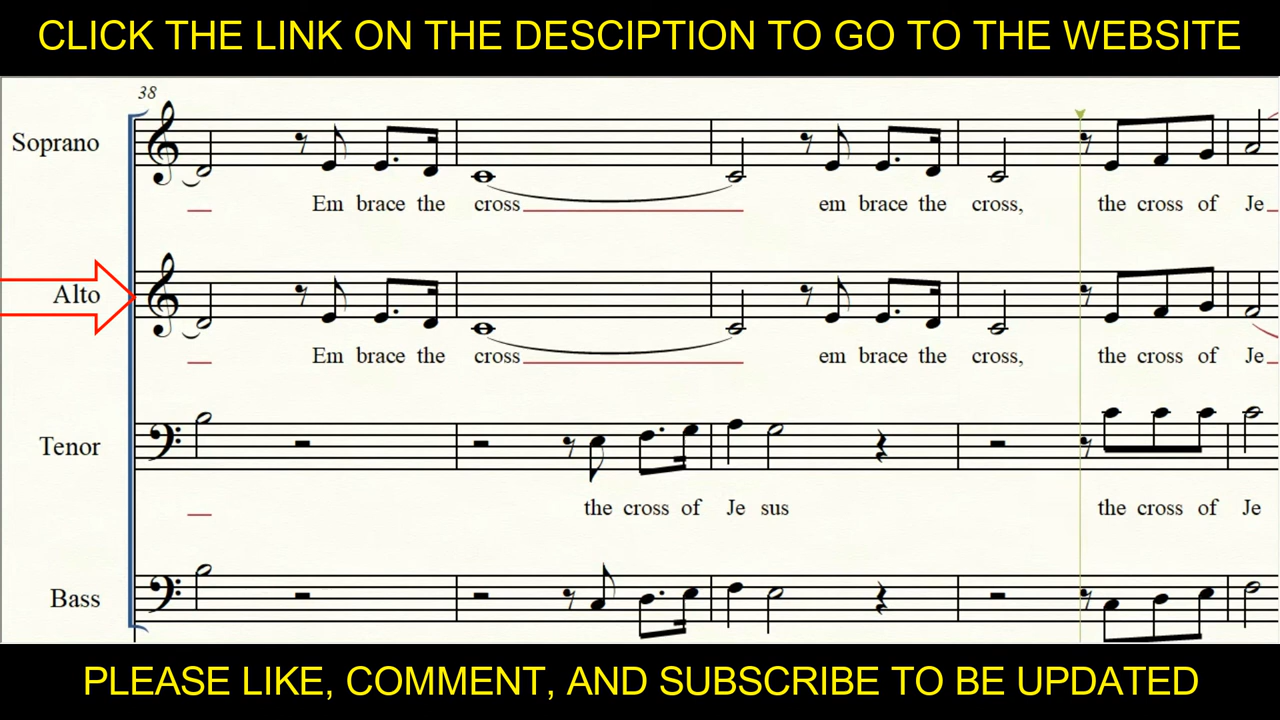 CLICK THE LINK ON THE DESCIPTION TO GO TO THE WEBSITE
38
Soprano
Em brace the cross em brace the cross, the cross of Je
Alto
Em brace the cross em brace the cross, the cross of Je
Tenor
the cross of Je sus the cross of Je
Bass
PLEASE LIKE, COMMENT, AND SUBSCRIBE TO BE UPDATED